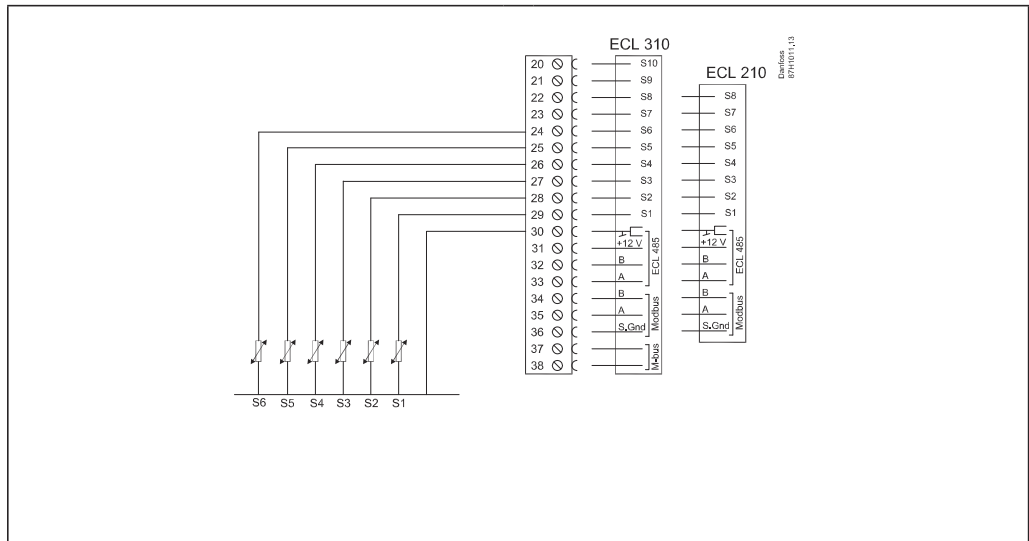 ECL 310
ECL 210
Danfoss
87H1011,13
20 S10
21 S9
22 S8 S8
23 S7 S7
24 S6 S6
25 S5 S5
26 S4 S4
27 S3 S3
28 S2 S2
29 S1 S1
30
31 +12 V +12 V
32 B B
33 A A
ECL 485 ECL 485
34 B B
35 A A
36 S.Gnd S.Gnd
Modbus Modbus
37
38
M-bus
S6 S5 S4 S3 S2 S1